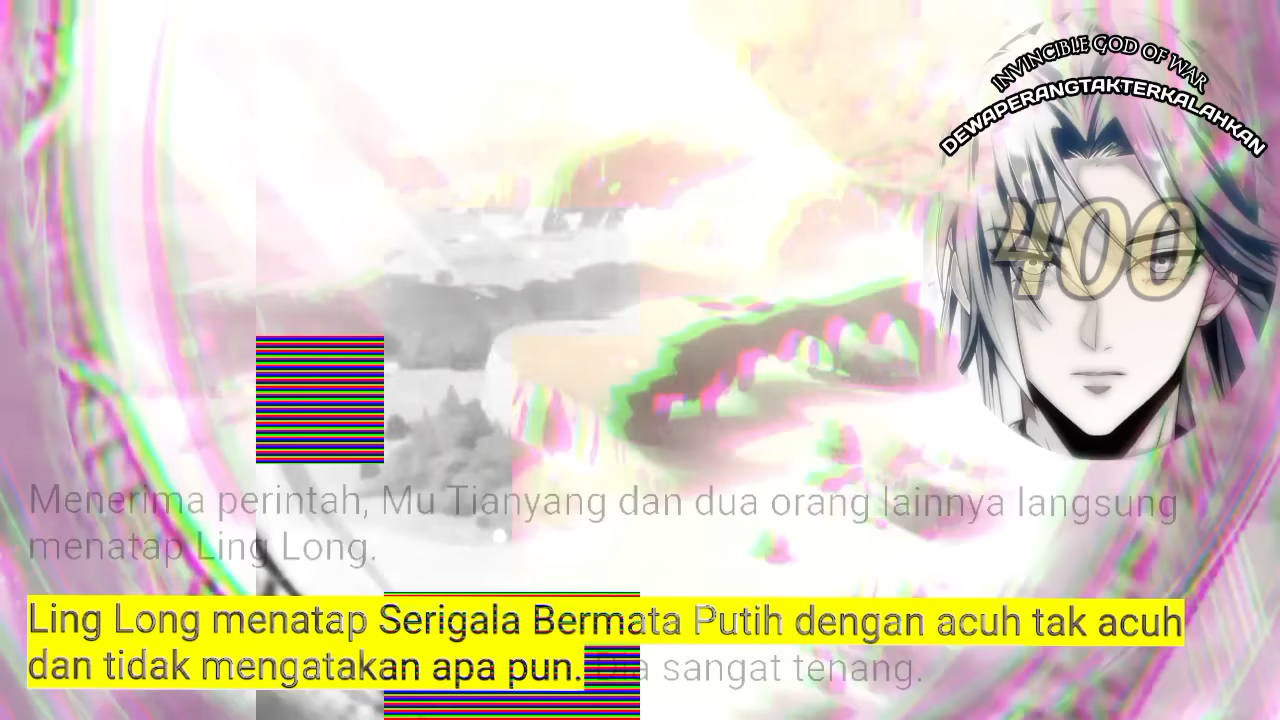 INVINCIBLE GOD OF WAR
DEWAPERANGTAKTERKALAHKAN
400
Menerima perintah, Mu Tianyang dan dua orang lainnya langsung
menatap Ling Long.
Ling Long menatap Serigala Bermata Putih dengan acuh tak acuh
dan tidak mengatakan apa pun. Dia sangat tenang.